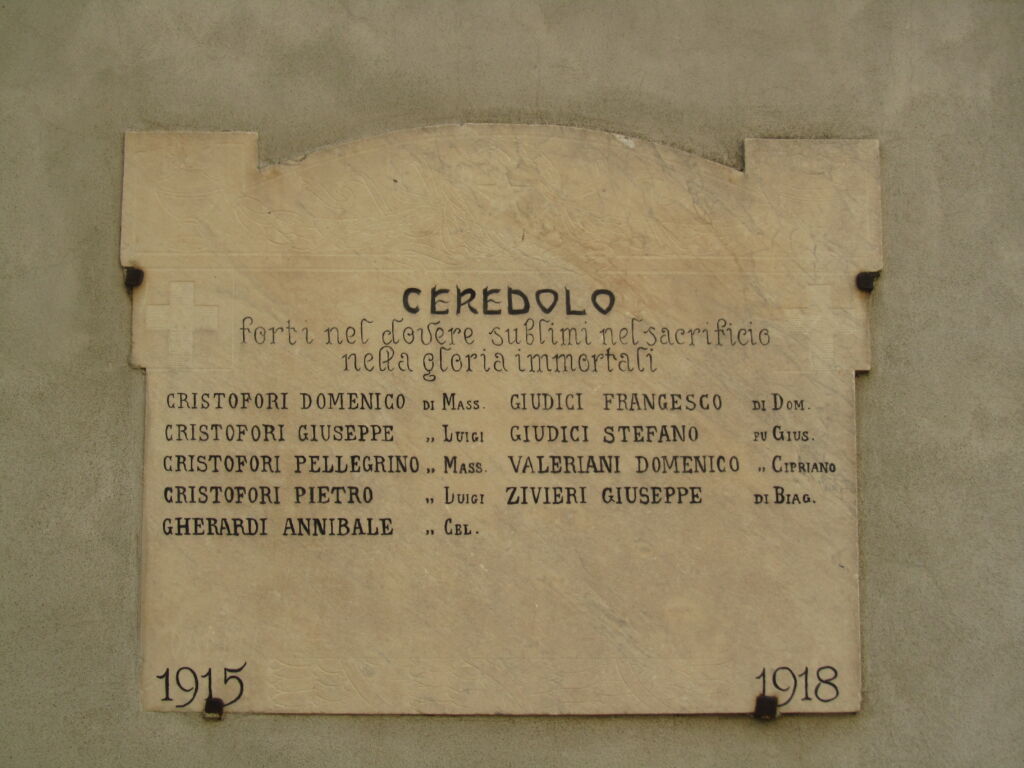 CEREDOLO
forti nel dovere sublimi nel sacrificio
nella gloria immortali
CRISTOFORI DOMENICO DI MASS. GIUDICI FRANCESCO DI DOM.
CRISTOFORI GIUSEPPE „ LUIGI GIUDICI STEFANO FU GIUS.
CRISTOFORI PELLEGRINO „ MASS. VALERIANI DOMENICO „ CIPRIANO
CRISTOFORI PIETRO „ LUIGI ZIVIERI GIUSEPPE DI BIAG.
GHERARDI ANNIBALE „ CEL.
1915 1918